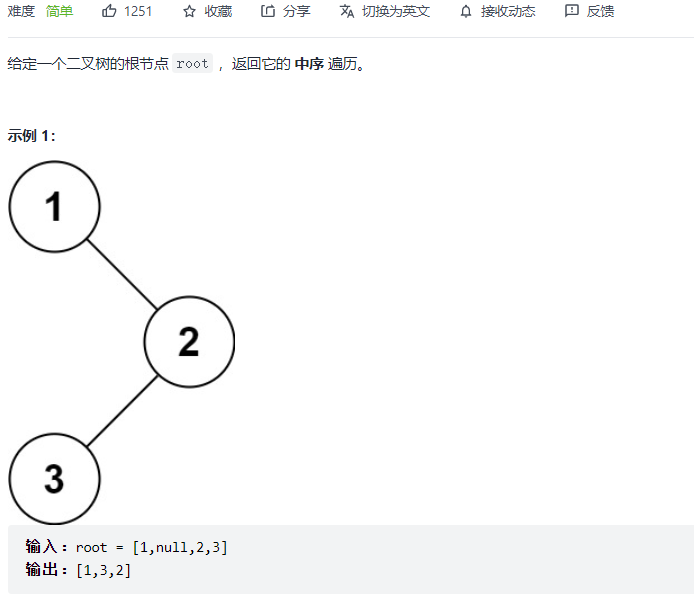 难度 简单 1251 收藏 分享 切换为英文 接收动态 反馈
给定一个二叉树的根节点 root ，返回它的 中序 遍历。
示例 1：
1
2
3
输入：root = [1,null,2,3]
输出：[1,3,2]